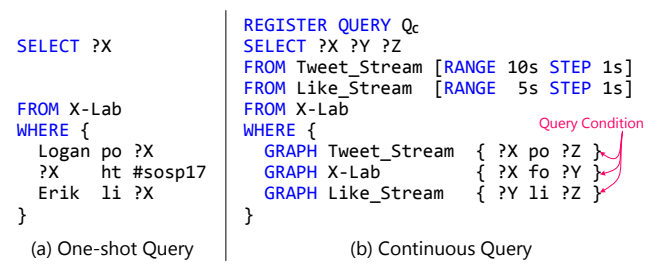 SELECT ?X
FROM X-Lab
WHERE {
Logan po ?X
?X ht #sosp17
Erik li ?X
}
(a) One-shot Query
REGISTER QUERY Qc
SELECT ?X ?Y ?Z
FROM Tweet_Stream [RANGE 10s STEP 1s]
FROM Like_Stream [RANGE 5s STEP 1s]
FROM X-Lab
WHERE {
Query Condition
GRAPH Tweet_Stream { ?X po ?Z }
GRAPH X-Lab { ?X fo ?Y }
GRAPH Like_Stream { ?Y li ?Z }
}
(b) Continuous Query